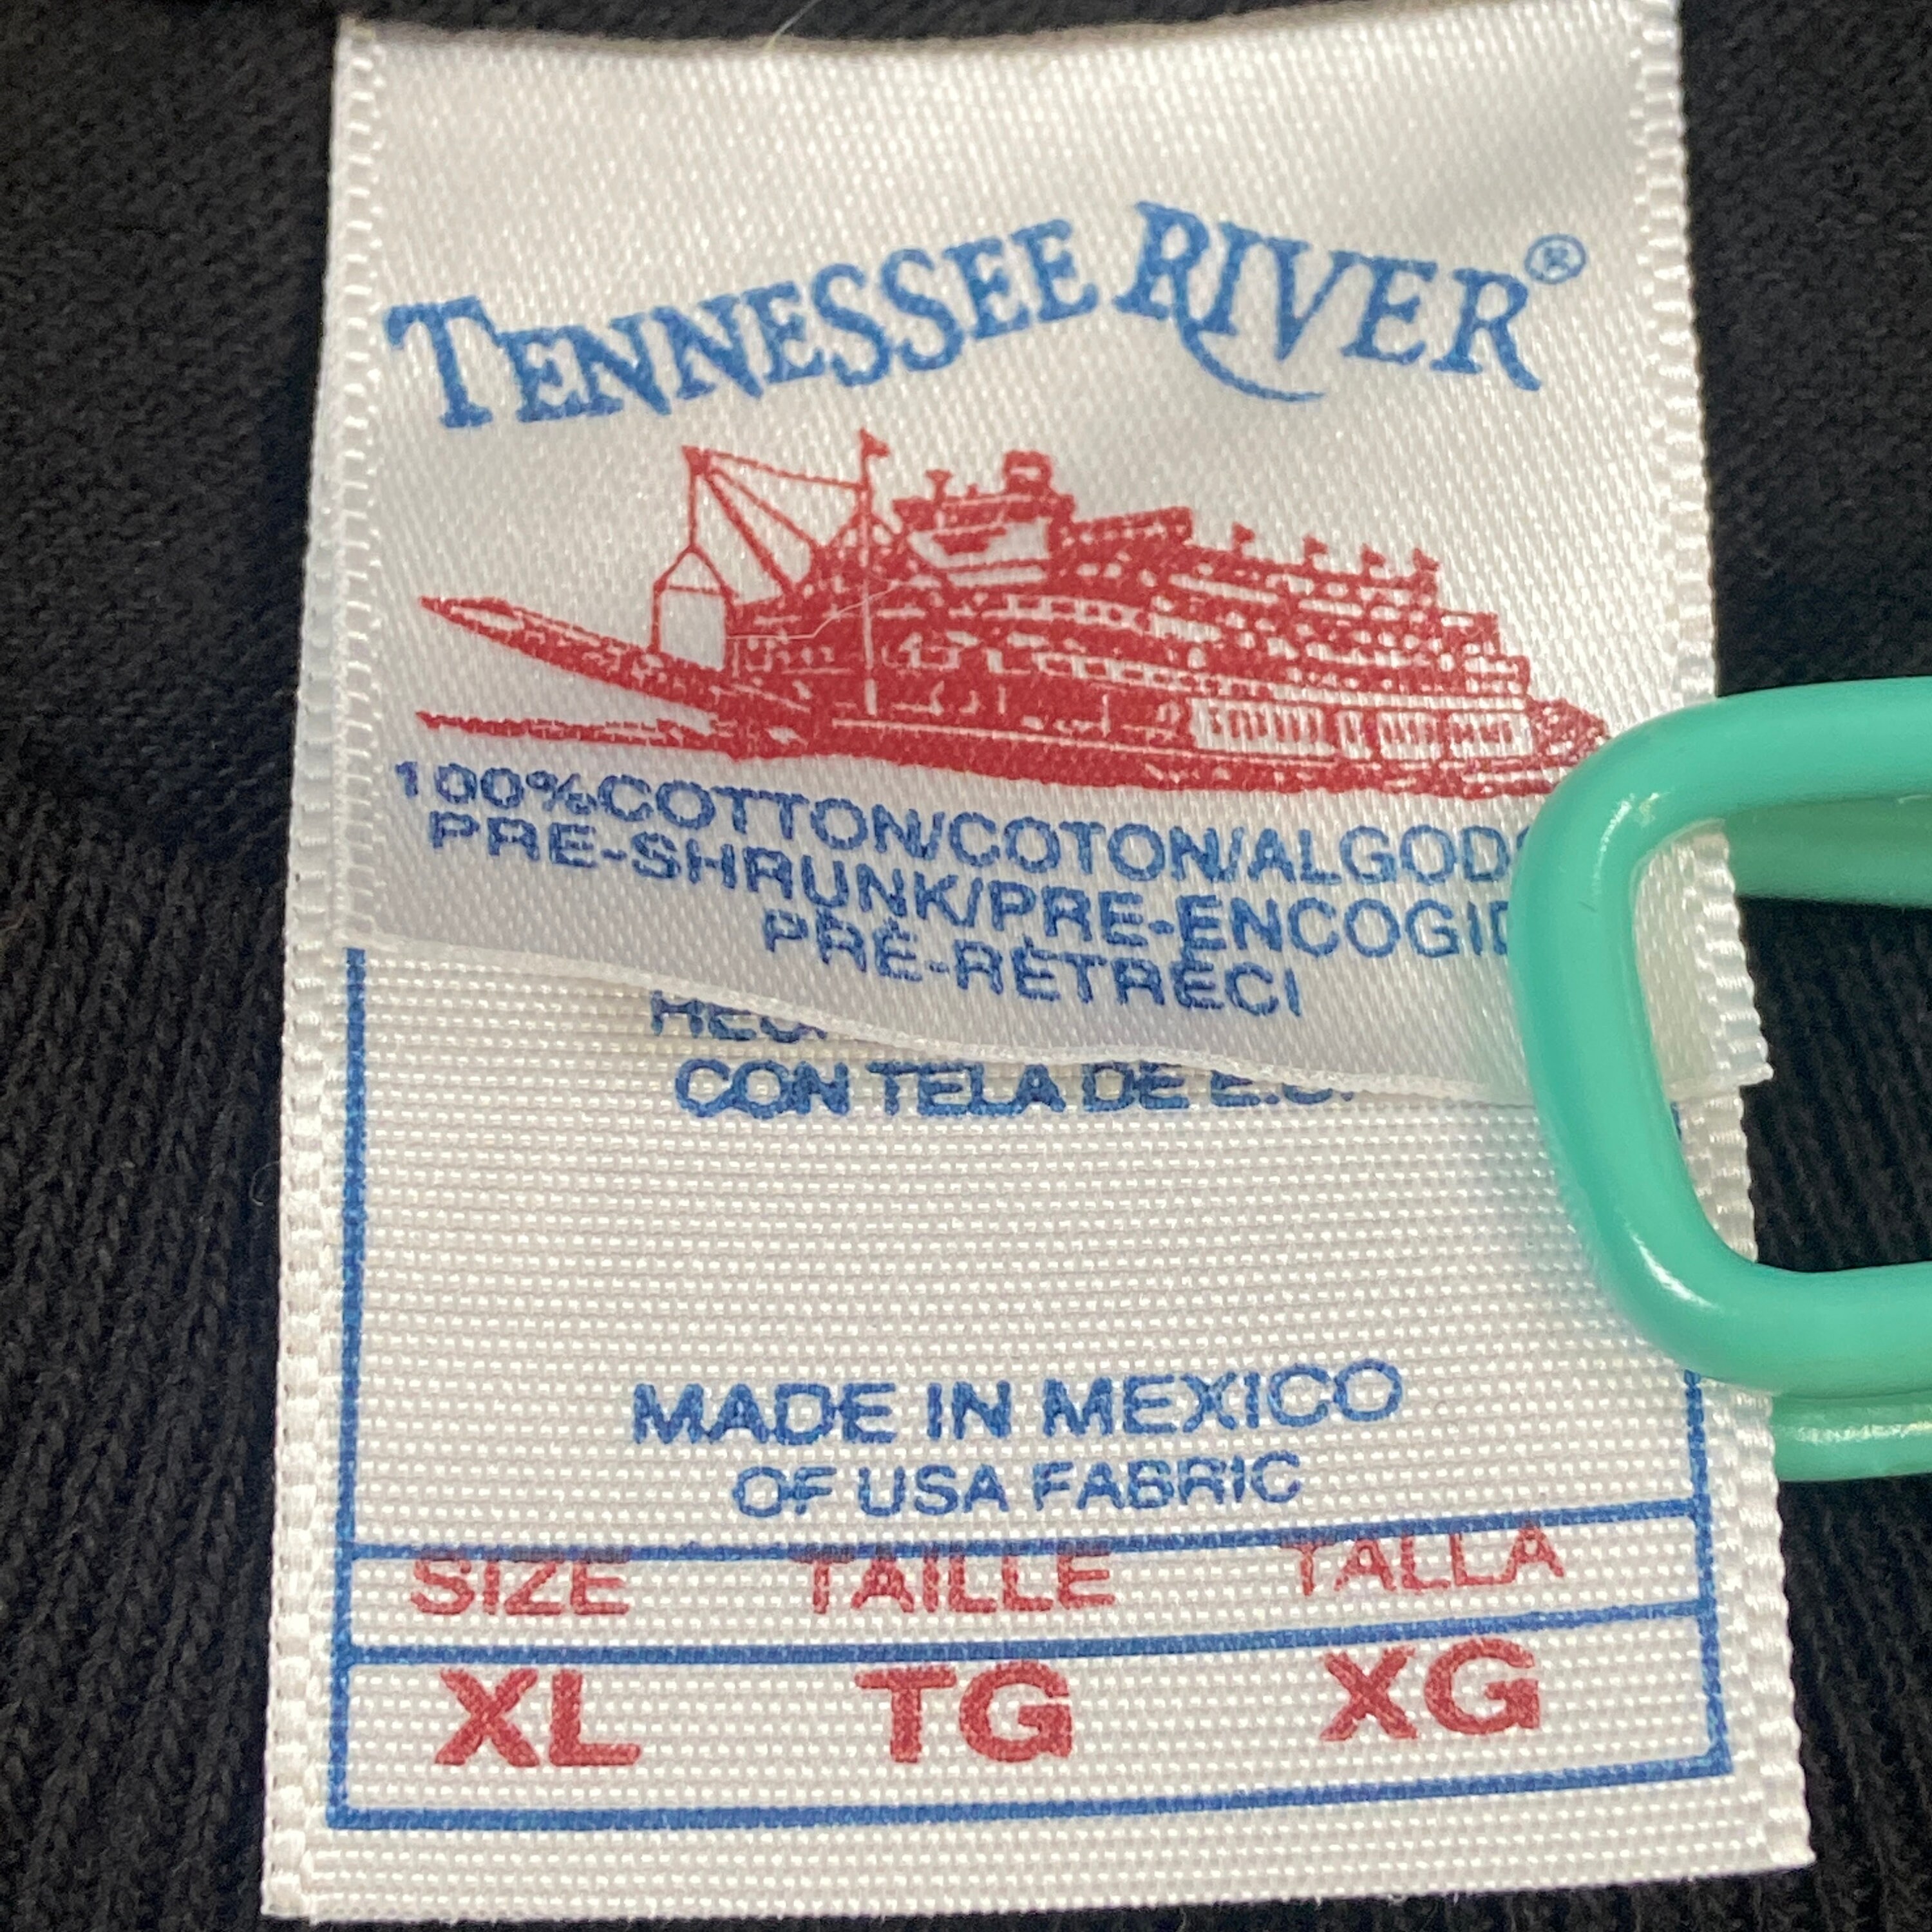 TENNESSEE RIVER®
100%COTTON/COTON/ALGOD
PRE-SHRUNK/PRE-ENCOGID
PRÉ-RÉTRÉCI
CON TELA DE
MADE IN MEXICO
OF USA FABRIC
SIZE TAILLE TALLA
XL TG XG